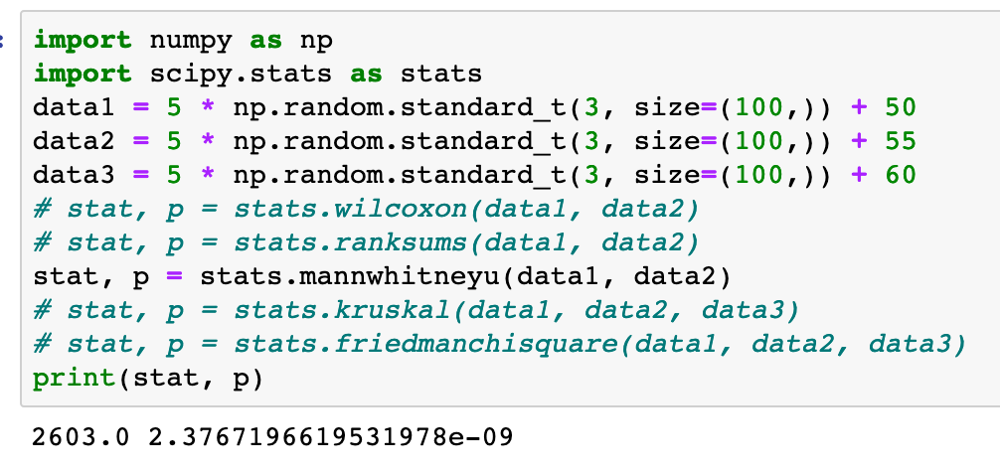 :
import numpy as np
import scipy.stats as stats
data1 = 5 * np.random.standard_t(3, size=(100,)) + 50
data2 = 5 * np.random.standard_t(3, size=(100,)) + 55
data3 = 5 * np.random.standard_t(3, size=(100,)) + 60
# stat, p = stats.wilcoxon(data1, data2)
# stat, p = stats.ranksums(data1, data2)
stat, p = stats.mannwhitneyu(data1, data2)
# stat, p = stats.kruskal(data1, data2, data3)
# stat, p = stats.friedmanchisquare(data1, data2, data3)
print(stat, p)
2603.0 2.3767196619531978e-09